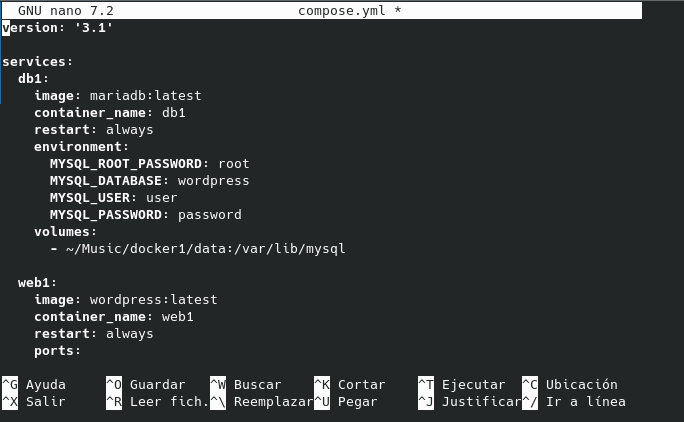 GNU nano 7.2 compose.yml *
version: '3.1'
services:
db1:
image: mariadb:latest
container_name: db1
restart: always
environment:
MYSQL_ROOT_PASSWORD: root
MYSQL_DATABASE: wordpress
MYSQL_USER: user
MYSQL_PASSWORD: password
volumes:
- ~/Music/docker1/data:/var/lib/mysql
web1:
image: wordpress:latest
container_name: web1
restart: always
ports:
^G Ayuda ^O Guardar ^W Buscar ^K Cortar ^T Ejecutar ^C Ubicación
^X Salir ^R Leer fich. ^\ Reemplazar ^U Pegar ^J Justificar ^/ Ir a línea